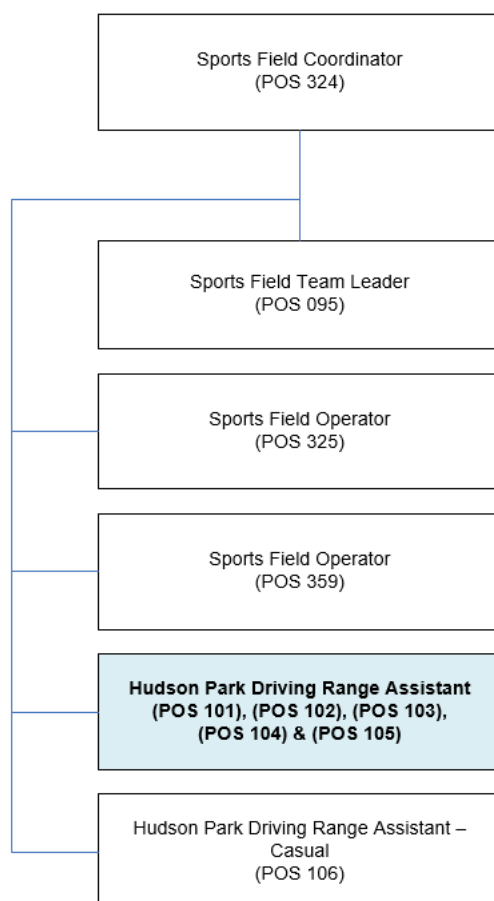 Sports Field Coordinator
(POS 324)
Sports Field Team Leader
(POS 095)
Sports Field Operator
(POS 325)
Sports Field Operator
(POS 359)
Hudson Park Driving Range Assistant
(POS 101), (POS 102), (POS 103),
(POS 104) & (POS 105)
Hudson Park Driving Range Assistant –
Casual
(POS 106)